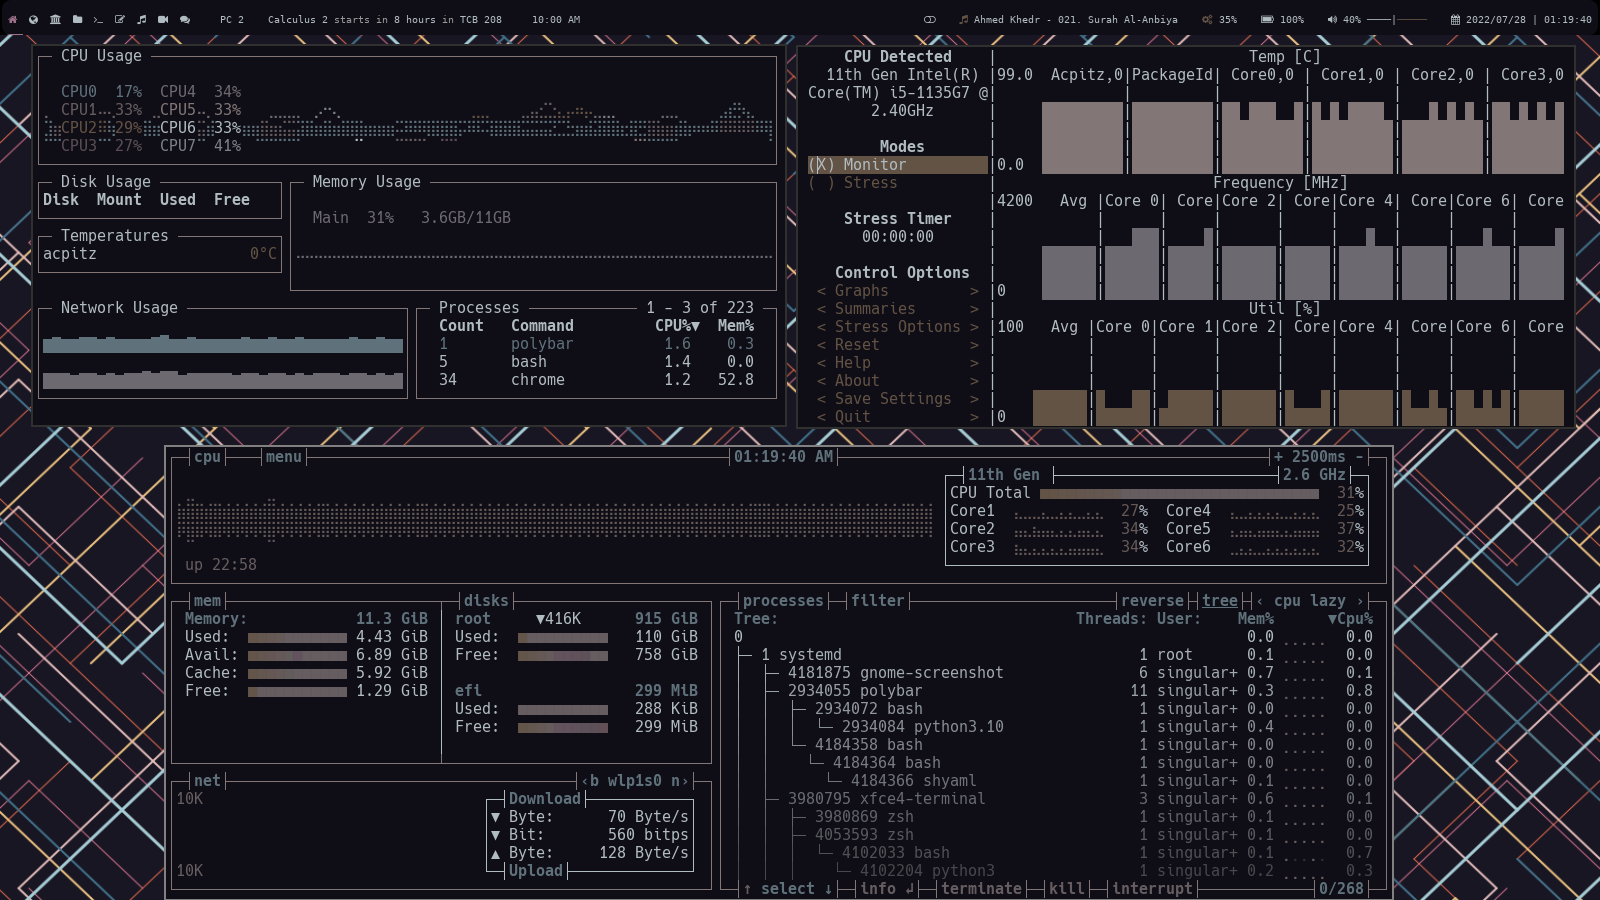 PC 2 Calculus 2 starts in 8 hours in TCB 208 10:00 AM Ahmed Khedr - 021. Surah Al-Anbiya 35% 100% 40% 2022/07/28 | 01:19:40
CPU Usage
CPU0 17% CPU4 34%
CPU1 33% CPU5 33%
CPU2 29% CPU6 33%
CPU3 27% CPU7 41%
Disk Usage
Disk Mount Used Free
Temperatures
acpitz 0°C
Memory Usage
Main 31% 3.6GB/11GB
Network Usage
Processes 1 - 3 of 223
Count Command CPU%▼ Mem%
1 polybar 1.6 0.3
5 bash 1.4 0.0
34 chrome 1.2 52.8
CPU Detected
11th Gen Intel(R)
Core(TM) i5-1135G7 @
2.40GHz
Modes
(X) Monitor
( ) Stress
Stress Timer
00:00:00
Control Options
< Graphs >
< Summaries >
< Stress Options >
< Reset >
< Help >
< About >
< Save Settings >
< Quit >
Temp [C]
99.0 Acpitz,0| PackageId| Core0,0 | Core1,0 | Core2,0 | Core3,0
0.0
Frequency [MHz]
4200 Avg |Core 0| Core|Core 2| Core|Core 4| Core|Core 6| Core
0
Util [%]
100 Avg |Core 0|Core 1|Core 2| Core|Core 4| Core|Core 6| Core
0
cpu menu 01:19:40 AM + 2500ms -
11th Gen 2.6 GHz
CPU Total 31%
Core1 27% Core4 25%
Core2 34% Core5 37%
Core3 34% Core6 32%
up 22:58
mem disks
Memory: 11.3 GiB
Used: 4.43 GiB
Avail: 6.89 GiB
Cache: 5.92 GiB
Free: 1.29 GiB
root ▼416K 915 GiB
Used: 110 GiB
Free: 758 GiB
efi 299 MiB
Used: 288 KiB
Free: 299 MiB
net ‹b wlp1s0 n›
10K
Download
▼ Byte: 70 Byte/s
▼ Bit: 560 bitps
▲ Byte: 128 Byte/s
Upload
10K
processes filter reverse tree ‹ cpu lazy ›
Tree: Threads: User: Mem% ▼Cpu%
0 0.0 0.0
1 systemd 1 root 0.1 0.0
4181875 gnome-screenshot 6 singular+ 0.7 0.1
2934055 polybar 11 singular+ 0.3 0.8
2934072 bash 1 singular+ 0.0 0.0
2934084 python3.10 1 singular+ 0.4 0.0
4184358 bash 1 singular+ 0.0 0.0
4184364 bash 1 singular+ 0.0 0.0
4184366 shyaml 1 singular+ 0.1 0.0
3980795 xfce4-terminal 3 singular+ 0.6 0.1
3980869 zsh 1 singular+ 0.1 0.0
4053593 zsh 1 singular+ 0.1 0.0
4102033 bash 1 singular+ 0.1 0.7
4102204 python3 1 singular+ 0.2 0.3
↑ select ↓ info ↲ terminate kill interrupt 0/268